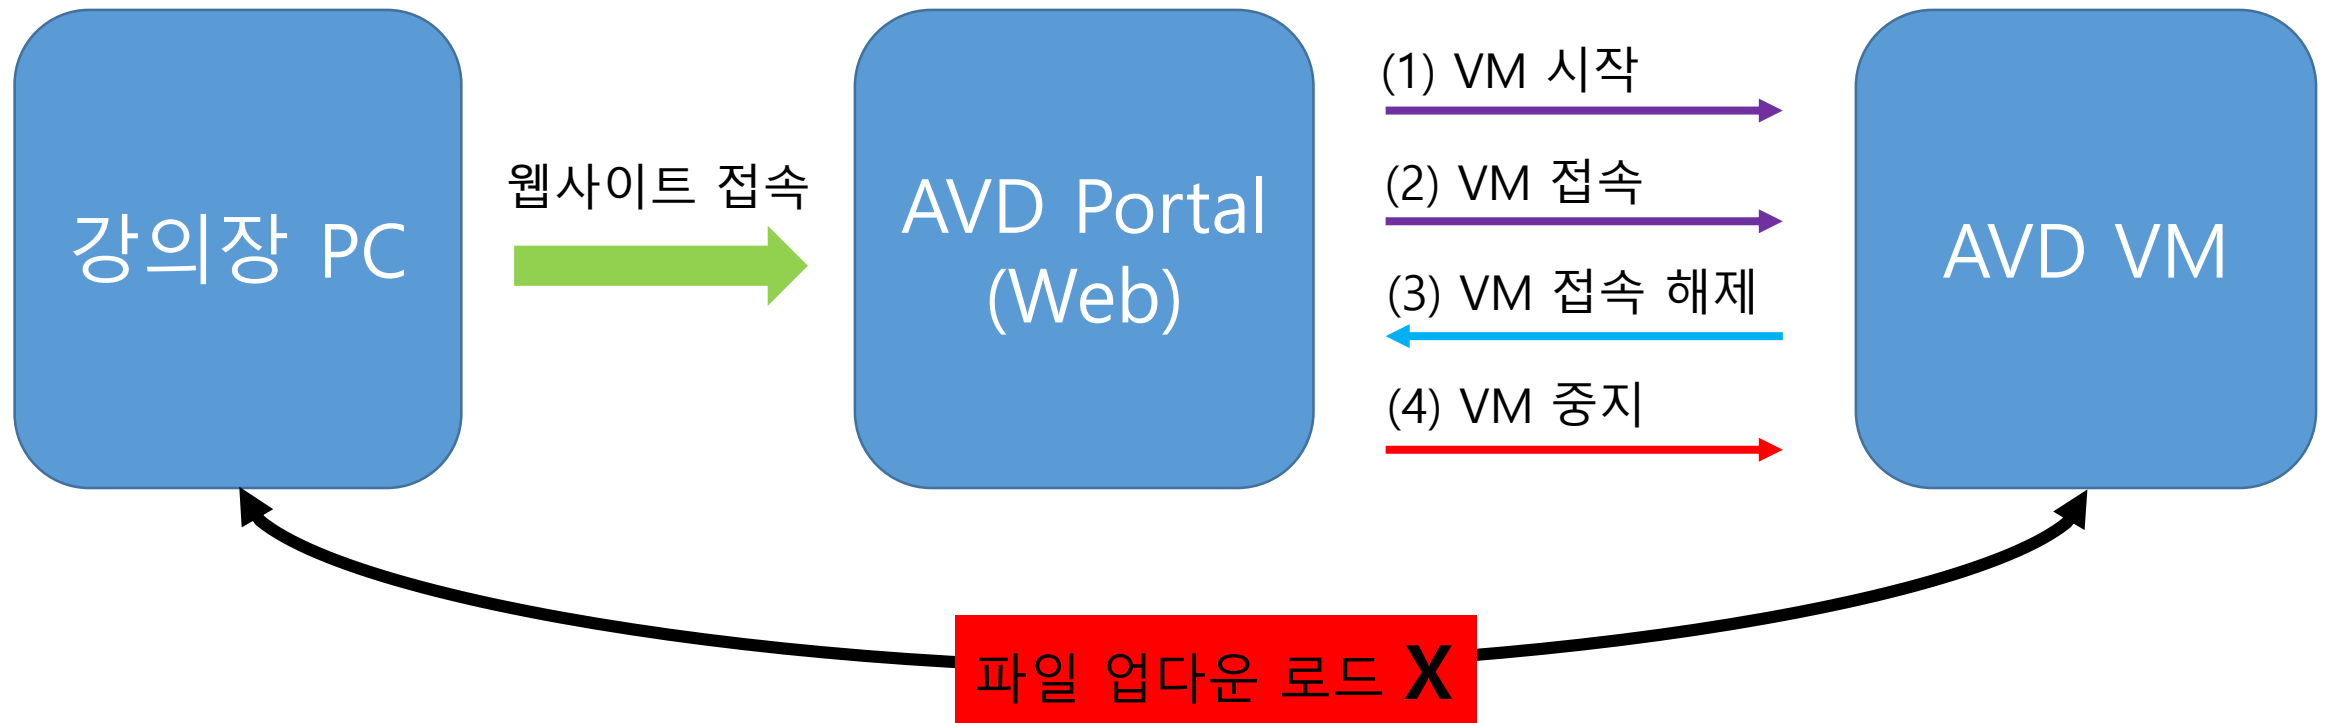 강의장 PC
웹사이트 접속
AVD Portal
(Web)
(1) VM 시작
(2) VM 접속
(3) VM 접속 해제
(4) VM 중지
AVD VM
파일 업다운 로드 X